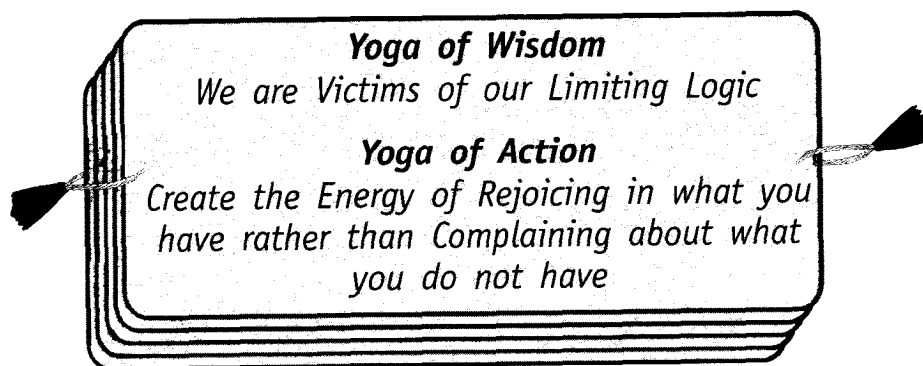 Yoga of Wisdom
We are Victims of our Limiting Logic
Yoga of Action
Create the Energy of Rejoicing in what you
have rather than Complaining about what
you do not have